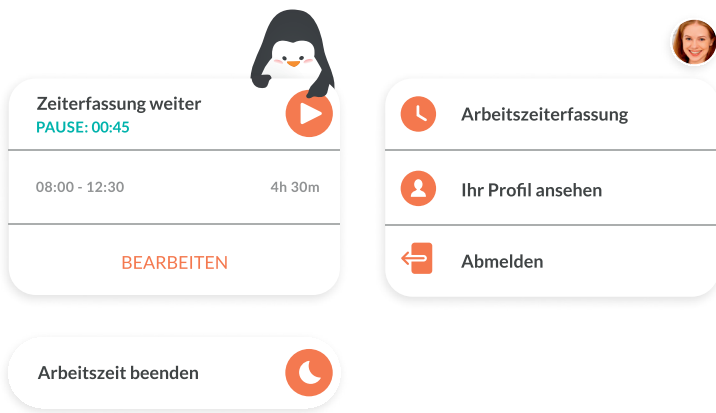 Zeiterfassung weiter
PAUSE: 00:45
08:00 - 12:30 4h 30m
BEARBEITEN
Arbeitszeit beenden
Arbeitszeiterfassung
Ihr Profil ansehen
Abmelden